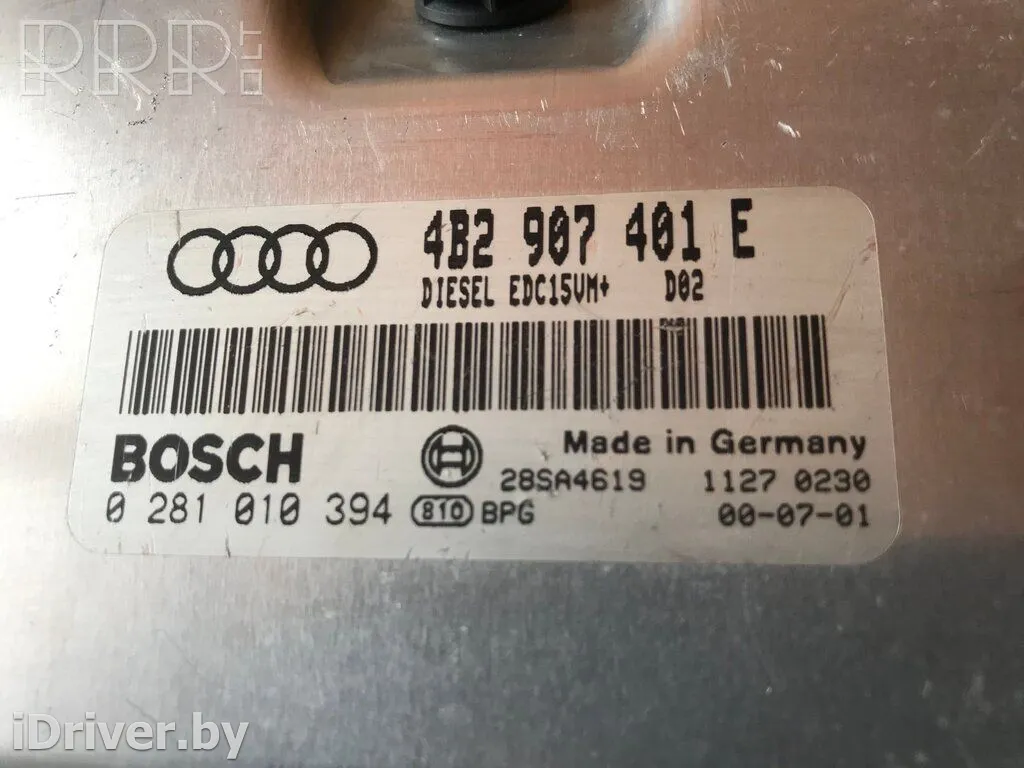 RRR.LT
4B2 907 401 E
DIESEL EDC15VM+ D02
BOSCH
Made in Germany
28SA4619 1127 0230
0 281 010 394 810 BPG 00-07-01
iDriver.by